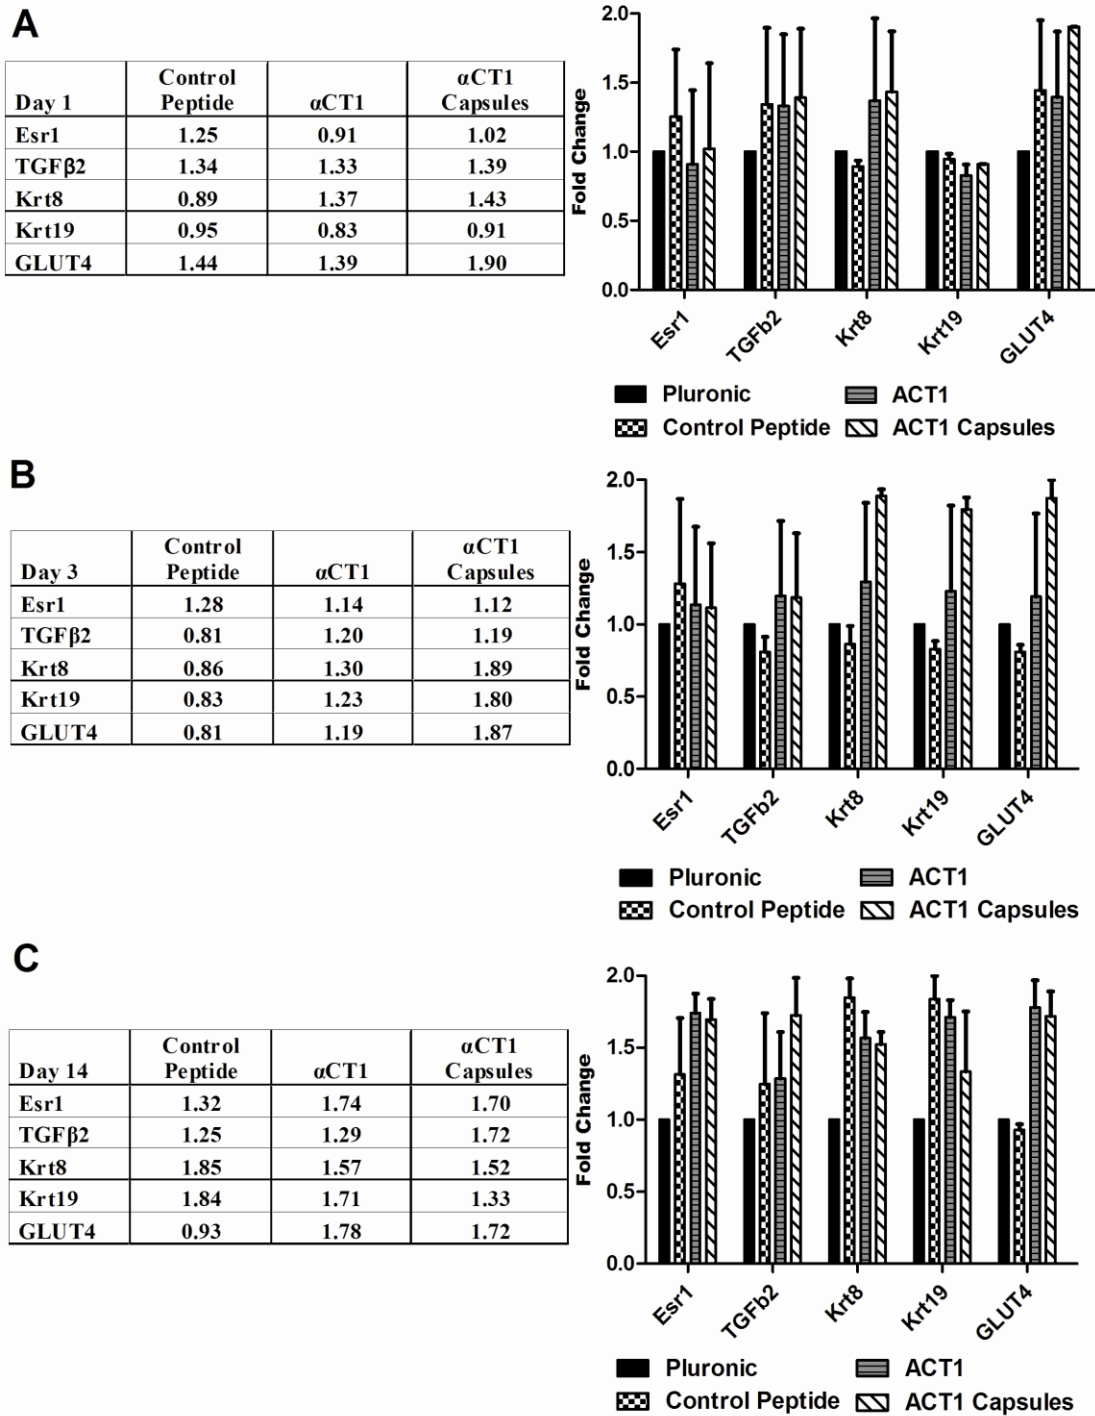 A
Day 1 Control Peptide αCT1 αCT1 Capsules
Esr1 1.25 0.91 1.02
TGFβ2 1.34 1.33 1.39
Krt8 0.89 1.37 1.43
Krt19 0.95 0.83 0.91
GLUT4 1.44 1.39 1.90
Fold Change
2.0
1.5
1.0
0.5
0.0
Esr1 TGFb2 Krt8 Krt19 GLUT4
Pluronic ACT1
Control Peptide ACT1 Capsules
B
Day 3 Control Peptide αCT1 αCT1 Capsules
Esr1 1.28 1.14 1.12
TGFβ2 0.81 1.20 1.19
Krt8 0.86 1.30 1.89
Krt19 0.83 1.23 1.80
GLUT4 0.81 1.19 1.87
Fold Change
2.0
1.5
1.0
0.5
0.0
Esr1 TGFb2 Krt8 Krt19 GLUT4
Pluronic ACT1
Control Peptide ACT1 Capsules
C
Day 14 Control Peptide αCT1 αCT1 Capsules
Esr1 1.32 1.74 1.70
TGFβ2 1.25 1.29 1.72
Krt8 1.85 1.57 1.52
Krt19 1.84 1.71 1.33
GLUT4 0.93 1.78 1.72
Fold Change
2.0
1.5
1.0
0.5
0.0
Esr1 TGFb2 Krt8 Krt19 GLUT4
Pluronic ACT1
Control Peptide ACT1 Capsules